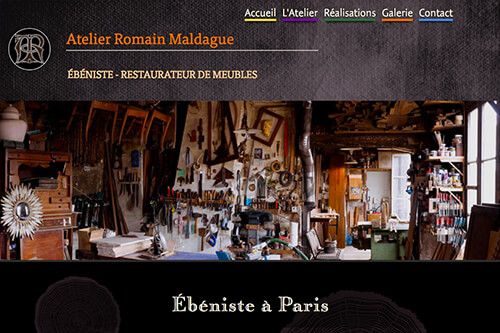 Accueil L'Atelier Réalisations Galerie Contact
Atelier Romain Maldague
ÉBÉNISTE - RESTAURATEUR DE MEUBLES
Ébéniste à Paris